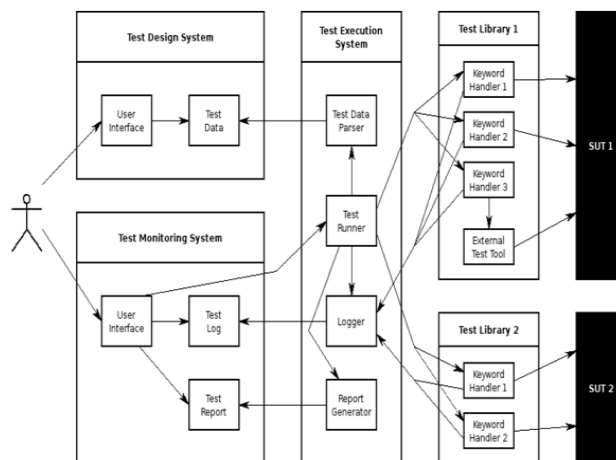 Test Design System
User
Interface
Test
Data
Test Monitoring System
User
Interface
Test
Log
Test
Report
Test Execution
System
Test Data
Parser
Test
Runner
Logger
Report
Generator
Test Library 1
Keyword
Handler 1
Keyword
Handler 2
Keyword
Handler 3
External
Test Tool
SUT 1
Test Library 2
Keyword
Handler 1
Keyword
Handler 2
SUT 2